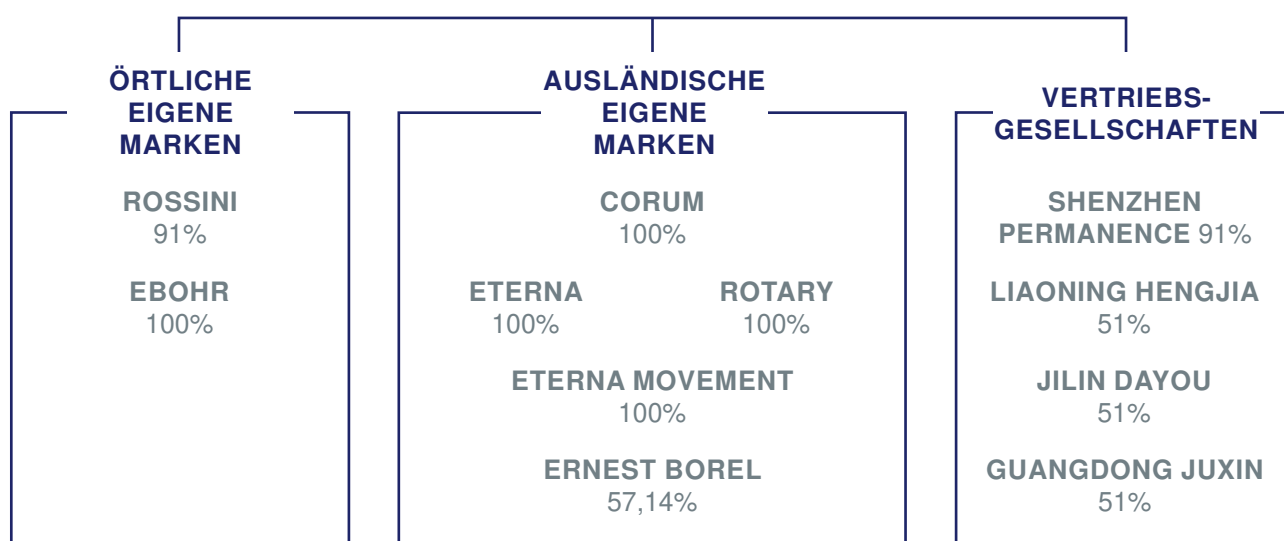 ÖRTLICHE
EIGENE
MARKEN
ROSSINI
91%
EBOHR
100%
AUSLÄNDISCHE
EIGENE
MARKEN
CORUM
100%
ETERNA
100%
ROTARY
100%
ETERNA MOVEMENT
100%
ERNEST BOREL
57,14%
VERTRIEBS-
GESELLSCHAFTEN
SHENZHEN
PERMANENCE 91%
LIAONING HENGJIA
51%
JILIN DAYOU
51%
GUANGDONG JUXIN
51%